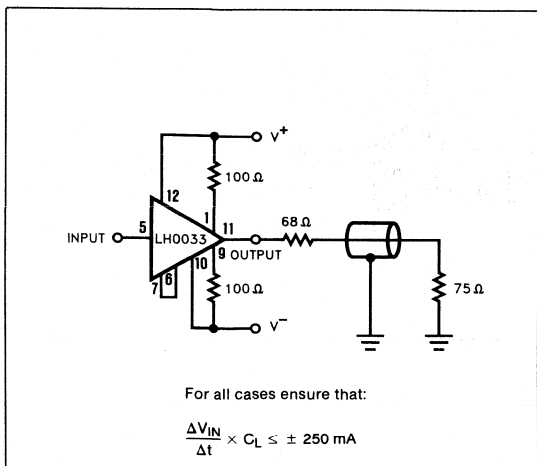 V+
12
100 Ω
1
11
68 Ω
INPUT
5
LH0033
OUTPUT
10
9
7
6
100 Ω
75 Ω
V−
For all cases ensure that:
ΔVIN
Δt
× CL ≤ ± 250 mA